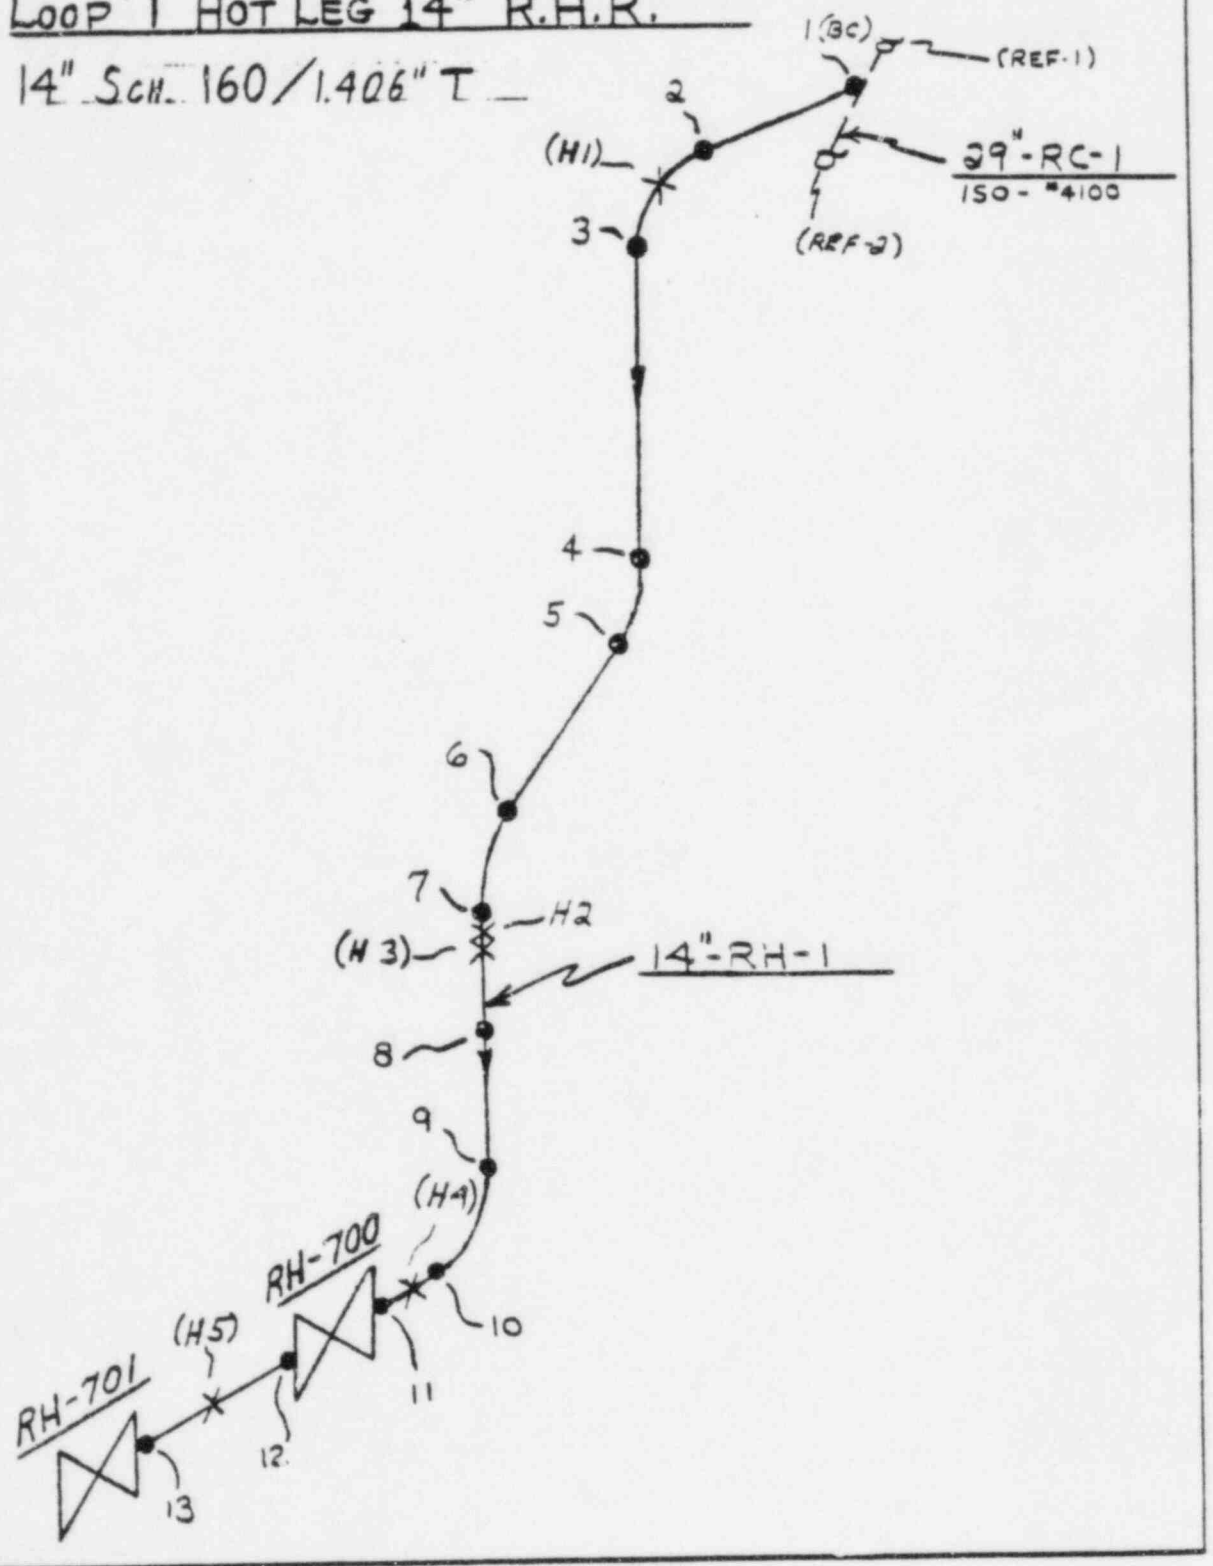 LOOP 1 HOT LEG 14" R.H.R.
14" SCH. 160/1.406" T
1(BC)
(REF-1)
2
(H1)
29"-RC-1
ISO-#4100
3
(REF-2)
4
5
6
7
H2
(H3)
14"-RH-1
8
9
(H4)
RH-700
10
(H5)
11
RH-701
12
13